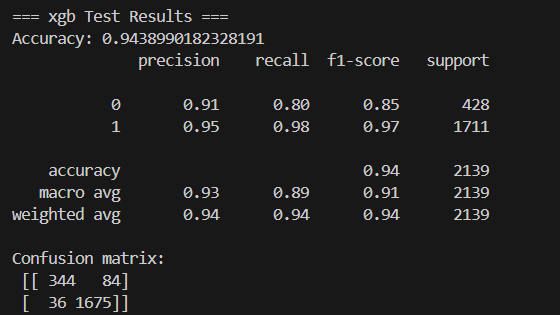 === xgb Test Results ===
Accuracy: 0.9438990182328191
precision recall f1-score support
0 0.91 0.80 0.85 428
1 0.95 0.98 0.97 1711
accuracy 0.94 2139
macro avg 0.93 0.89 0.91 2139
weighted avg 0.94 0.94 0.94 2139
Confusion matrix:
[[ 344 84]
[ 36 1675]]